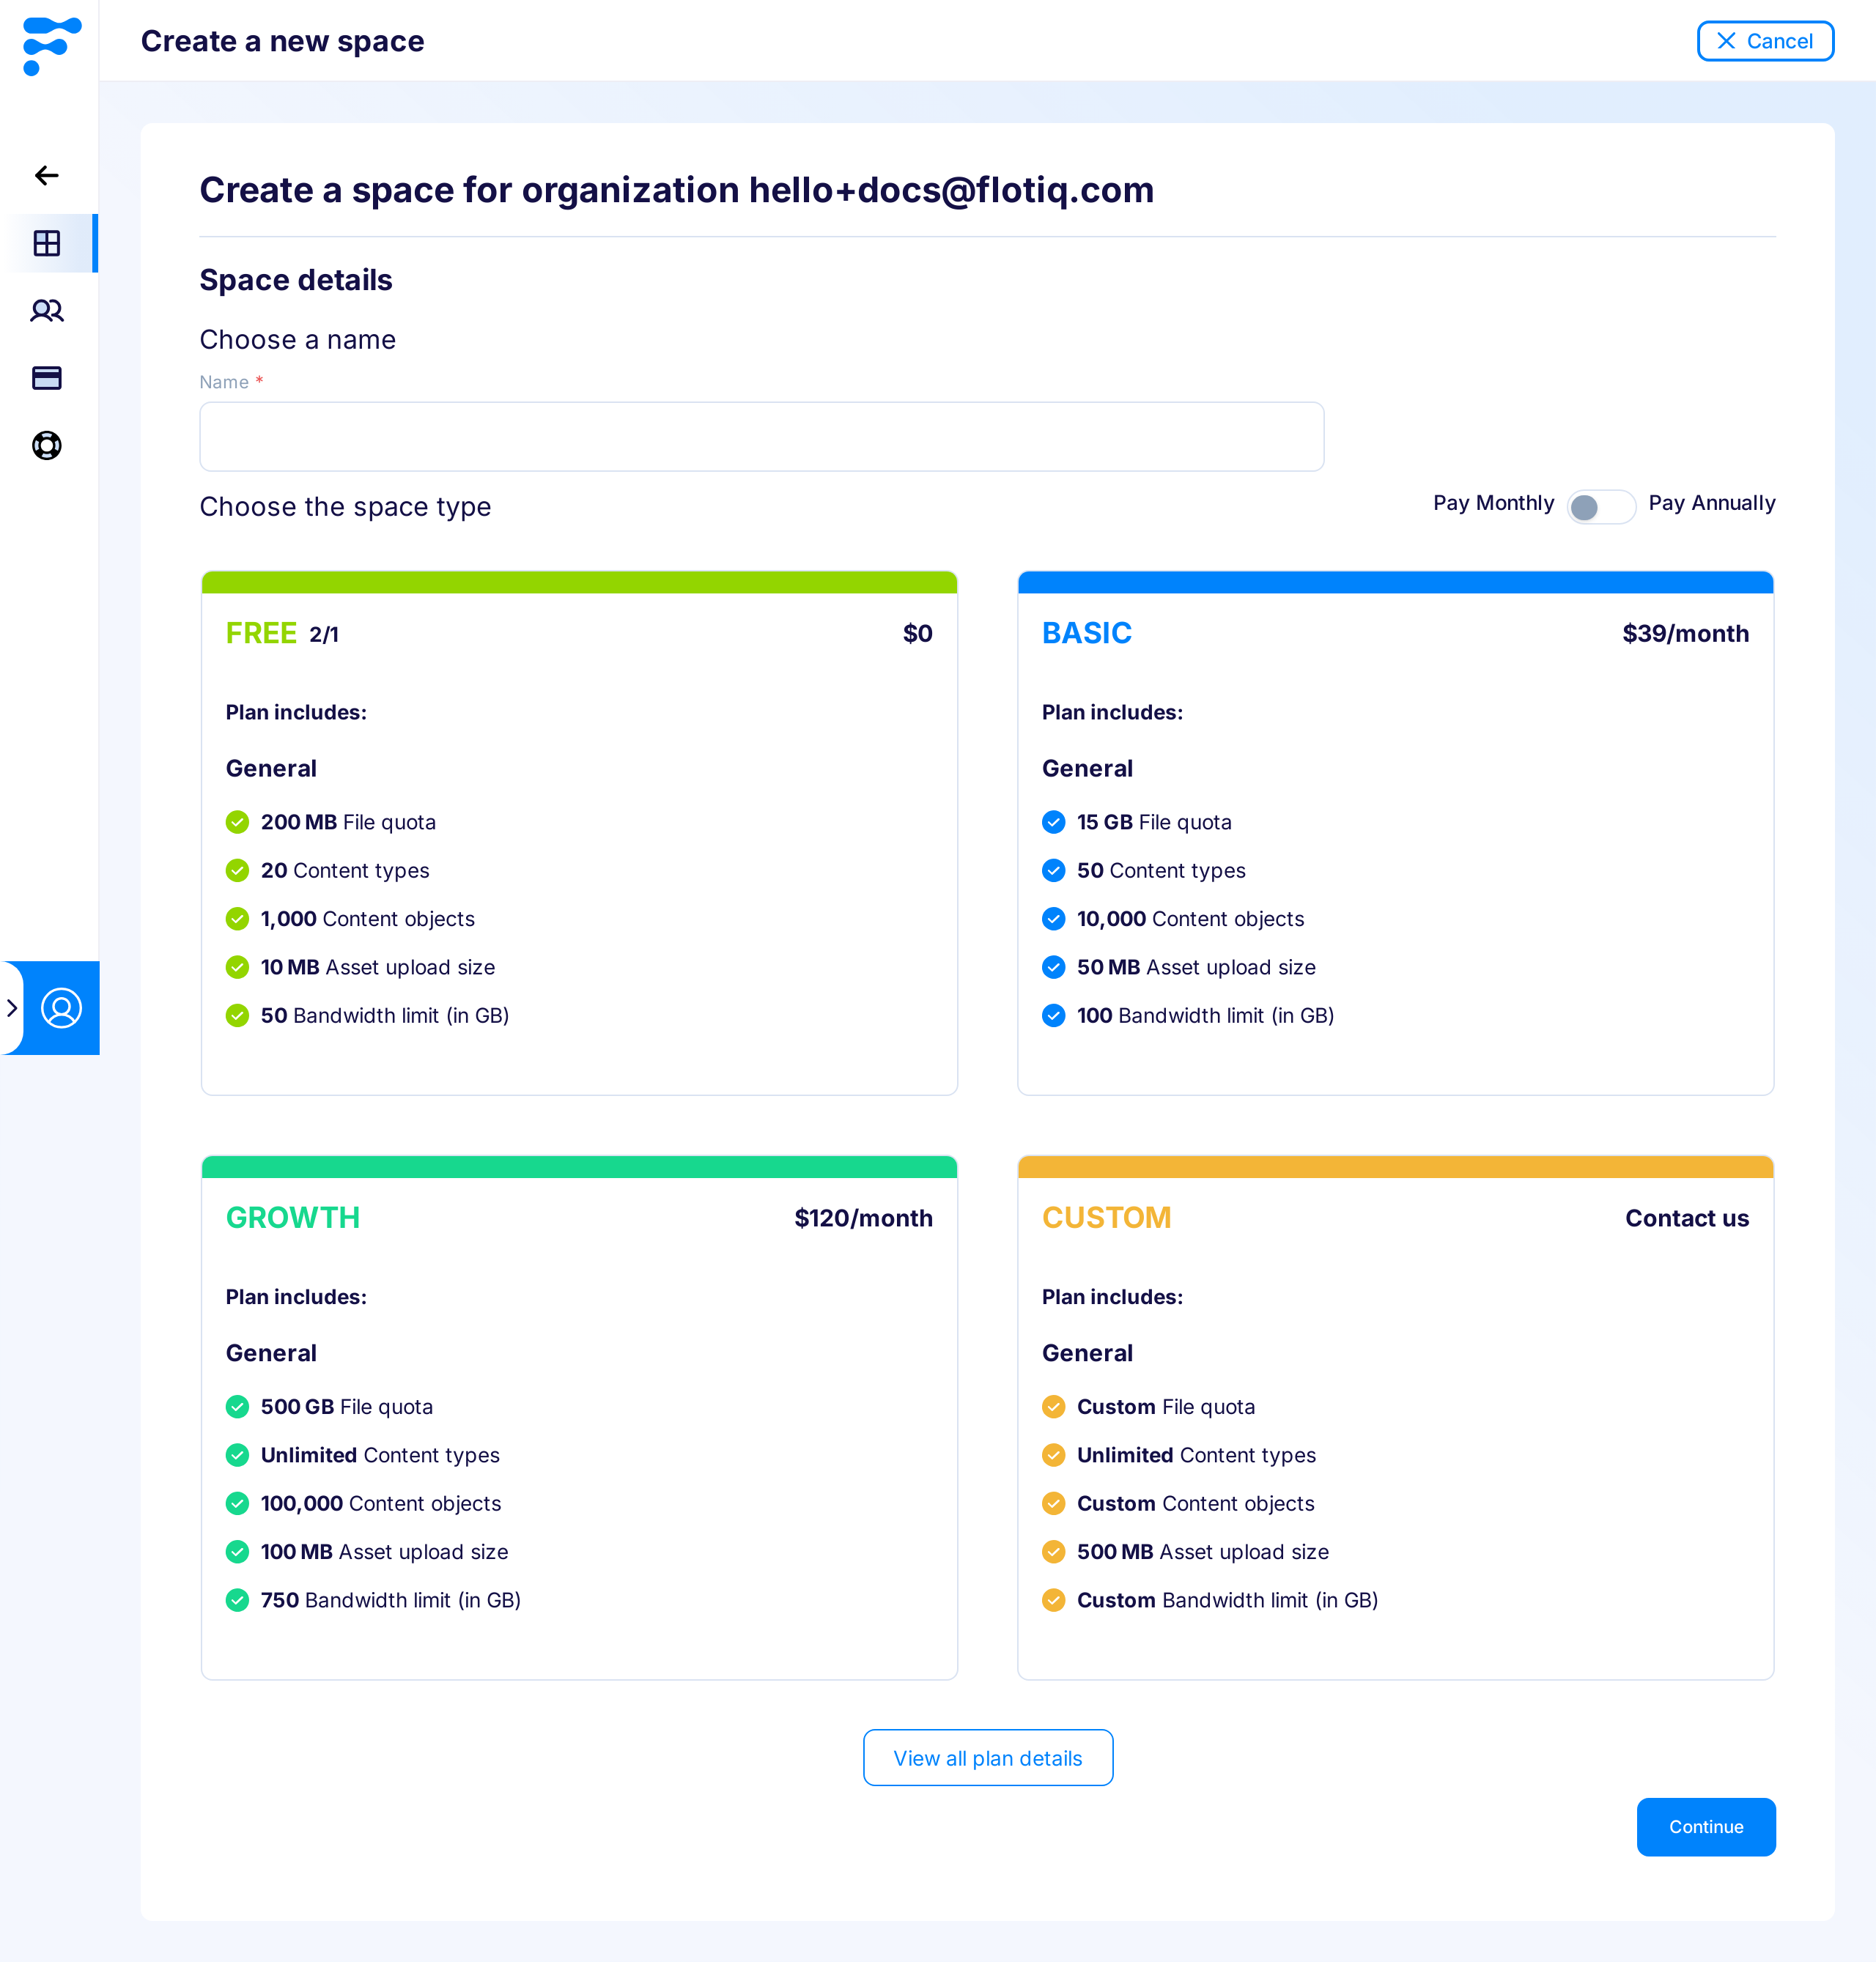 Create a new space
Cancel
Create a space for organization hello+docs@flotiq.com
Space details
Choose a name
Name *
Choose the space type
Pay Monthly
Pay Annually
FREE 2/1 $0
Plan includes:
General
200 MB File quota
20 Content types
1,000 Content objects
10 MB Asset upload size
50 Bandwidth limit (in GB)
BASIC $39/month
Plan includes:
General
15 GB File quota
50 Content types
10,000 Content objects
50 MB Asset upload size
100 Bandwidth limit (in GB)
GROWTH $120/month
Plan includes:
General
500 GB File quota
Unlimited Content types
100,000 Content objects
100 MB Asset upload size
750 Bandwidth limit (in GB)
CUSTOM Contact us
Plan includes:
General
Custom File quota
Unlimited Content types
Custom Content objects
500 MB Asset upload size
Custom Bandwidth limit (in GB)
View all plan details
Continue